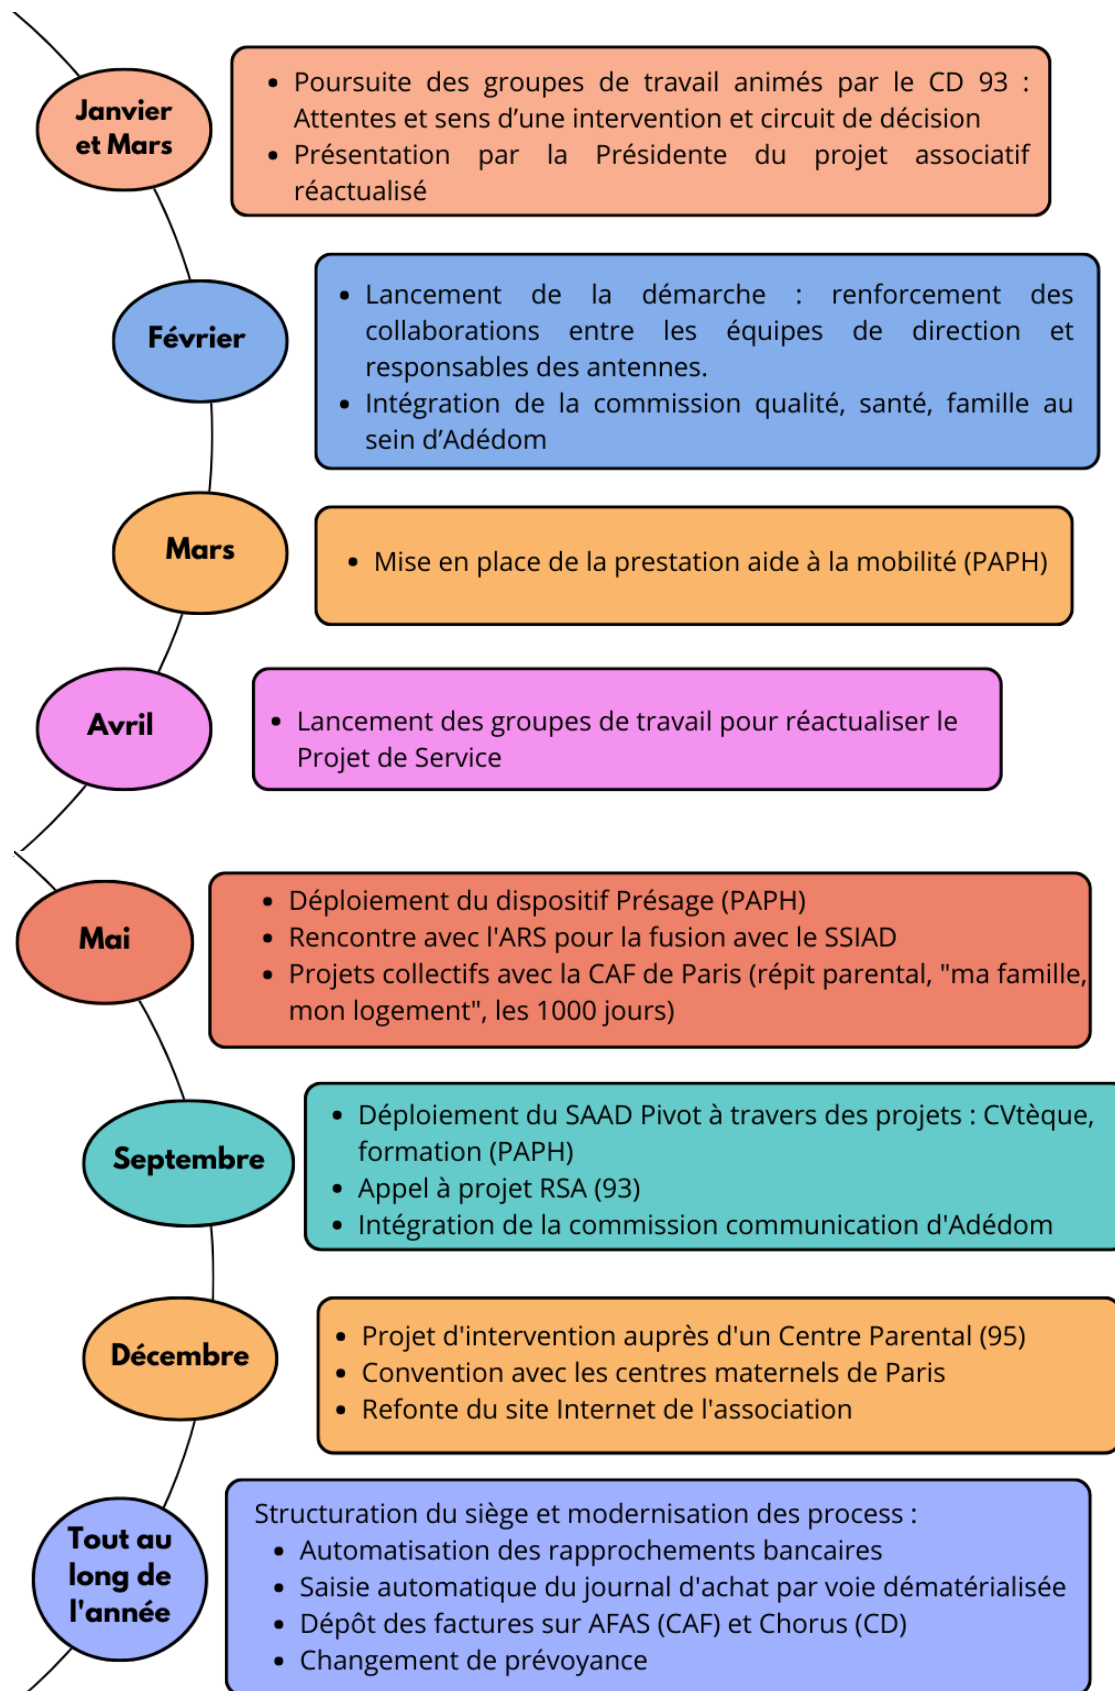 Janvier
et Mars
• Poursuite des groupes de travail animés par le CD 93 :
Attentes et sens d’une intervention et circuit de décision
• Présentation par la Présidente du projet associatif
réactualisé
Février
• Lancement de la démarche : renforcement des
collaborations entre les équipes de direction et
responsables des antennes.
• Intégration de la commission qualité, santé, famille au
sein d’Adédom
Mars
• Mise en place de la prestation aide à la mobilité (PAPH)
Avril
• Lancement des groupes de travail pour réactualiser le
Projet de Service
Mai
• Déploiement du dispositif Présage (PAPH)
• Rencontre avec l'ARS pour la fusion avec le SSIAD
• Projets collectifs avec la CAF de Paris (répit parental, "ma famille,
mon logement", les 1000 jours)
Septembre
• Déploiement du SAAD Pivot à travers des projets : CVtèque,
formation (PAPH)
• Appel à projet RSA (93)
• Intégration de la commission communication d'Adédom
Décembre
• Projet d'intervention auprès d'un Centre Parental (95)
• Convention avec les centres maternels de Paris
• Refonte du site Internet de l'association
Tout au
long de
l'année
Structuration du siège et modernisation des process :
• Automatisation des rapprochements bancaires
• Saisie automatique du journal d'achat par voie dématérialisée
• Dépôt des factures sur AFAS (CAF) et Chorus (CD)
• Changement de prévoyance